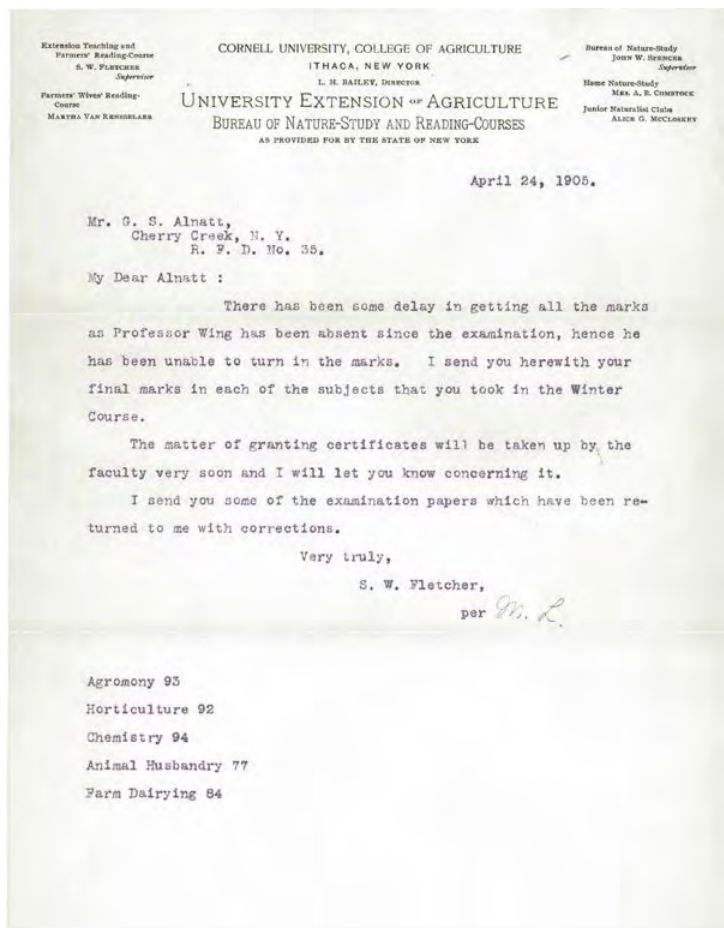 Extension Teaching and
Farmers' Reading-Course
S. W. FLETCHER
Supervisor
Farmers' Wives' Reading-
Course
MARTHA VAN RENSSELAER
CORNELL UNIVERSITY, COLLEGE OF AGRICULTURE
ITHACA, NEW YORK
L. H. BAILEY, DIRECTOR
UNIVERSITY EXTENSION OF AGRICULTURE
BUREAU OF NATURE-STUDY AND READING-COURSES
AS PROVIDED FOR BY THE STATE OF NEW YORK
Bureau of Nature-Study
JOHN W. SPENCER
Supervisor
Home Nature-Study
MRS. A. B. COMSTOCK
Junior Naturalist Clubs
ALICE G. MCCLOSKEY
April 24, 1905.
Mr. G. S. Alnatt,
Cherry Creek, N. Y.
R. F. D. No. 35.
My Dear Alnatt :
There has been some delay in getting all the marks
as Professor Wing has been absent since the examination, hence he
has been unable to turn in the marks. I send you herewith your
final marks in each of the subjects that you took in the Winter
Course.
The matter of granting certificates will be taken up by the
faculty very soon and I will let you know concerning it.
I send you some of the examination papers which have been re-
turned to me with corrections.
Very truly,
S. W. Fletcher,
per M. L.
Agromony 93
Horticulture 92
Chemistry 94
Animal Husbandry 77
Farm Dairying 84